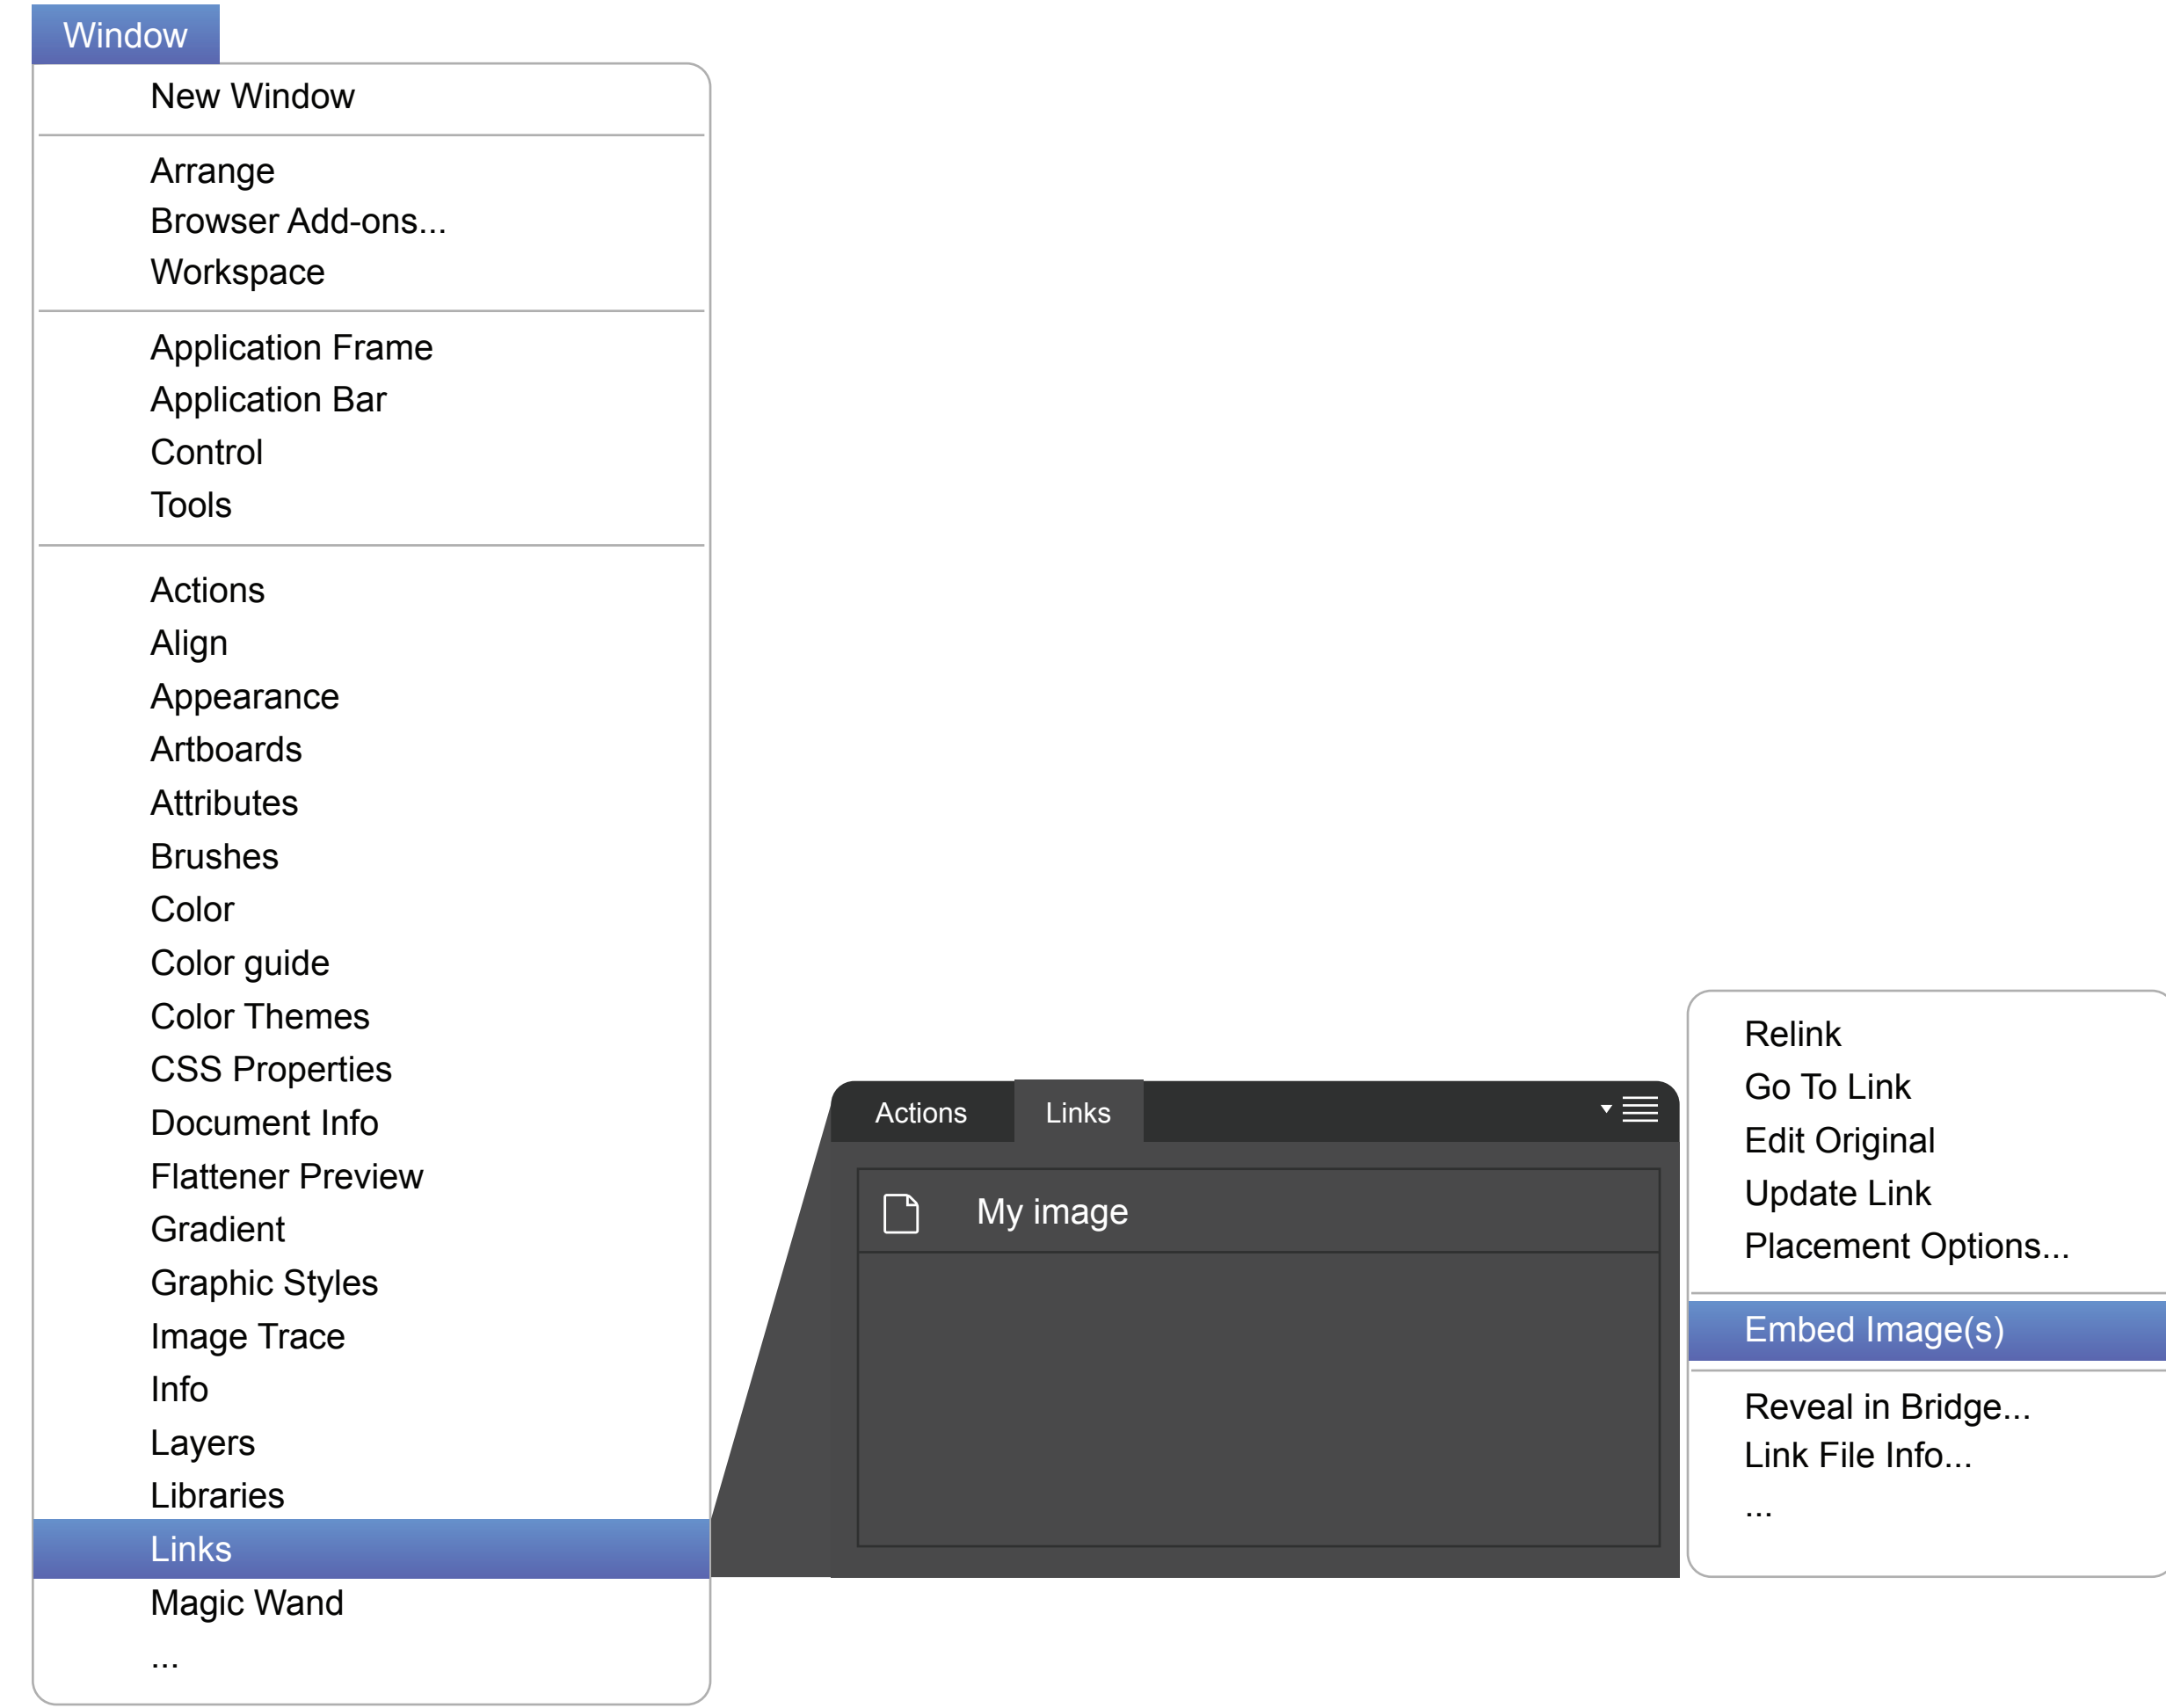 Window
New Window
Arrange
Browser Add-ons...
Workspace
Application Frame
Application Bar
Control
Tools
Actions
Align
Appearance
Artboards
Attributes
Brushes
Color
Color guide
Color Themes
CSS Properties
Document Info
Flattener Preview
Gradient
Graphic Styles
Image Trace
Info
Layers
Libraries
Links
Magic Wand
...
Actions Links
My image
Relink
Go To Link
Edit Original
Update Link
Placement Options...
Embed Image(s)
Reveal in Bridge...
Link File Info...
...